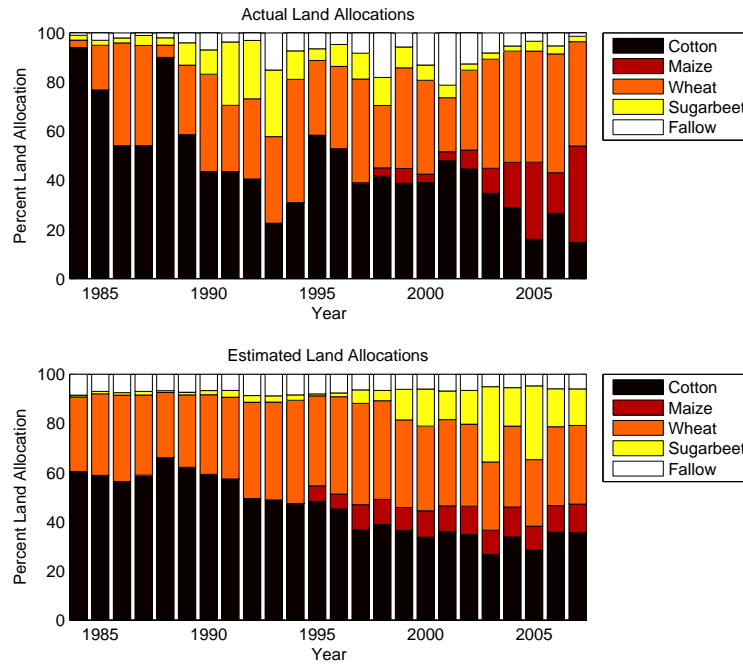 Actual Land Allocations
100
80
60
40
20
0
Percent Land Allocation
1985 1990 1995 2000 2005
Year
Cotton
Maize
Wheat
Sugarbeet
Fallow
Estimated Land Allocations
100
80
60
40
20
0
Percent Land Allocation
1985 1990 1995 2000 2005
Year
Cotton
Maize
Wheat
Sugarbeet
Fallow